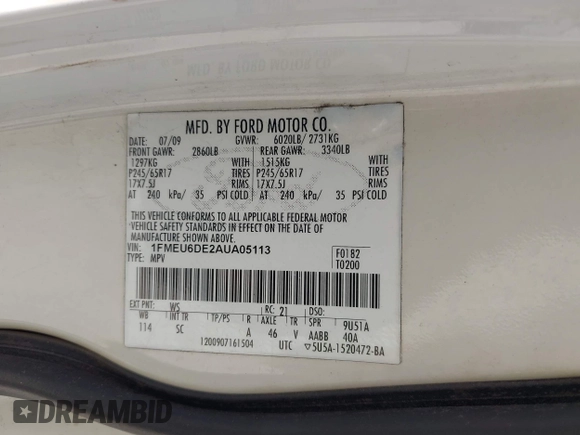 MFD. BY FORD MOTOR CO.
DATE: 07/09 GVWR: 6020LB/ 2731KG
FRONT GAWR: 2860LB REAR GAWR: 3340LB
1297KG WITH 1515KG WITH
P245/65R17 TIRES P245/65R17 TIRES
17X7.5J RIMS 17X7.5J RIMS
AT 240 kPa/ 35 PSI COLD AT 240 kPa/ 35 PSI COLD
THIS VEHICLE CONFORMS TO ALL APPLICABLE FEDERAL MOTOR
VEHICLE SAFETY STANDARDS IN EFFECT ON THE DATE OF
MANUFACTURE SHOWN ABOVE.
VIN: 1FMEU6DE2AUA05113
TYPE: MPV
F0182
T0200
EXT PNT: WS RC: 21 DSO:
WB INT TR TP/PS R AXLE TR SPR 9U51A
114 SC A 46 V AABB 40A
1200907161504 UTC ▽5U5A-1520472-BA
DREAMBID